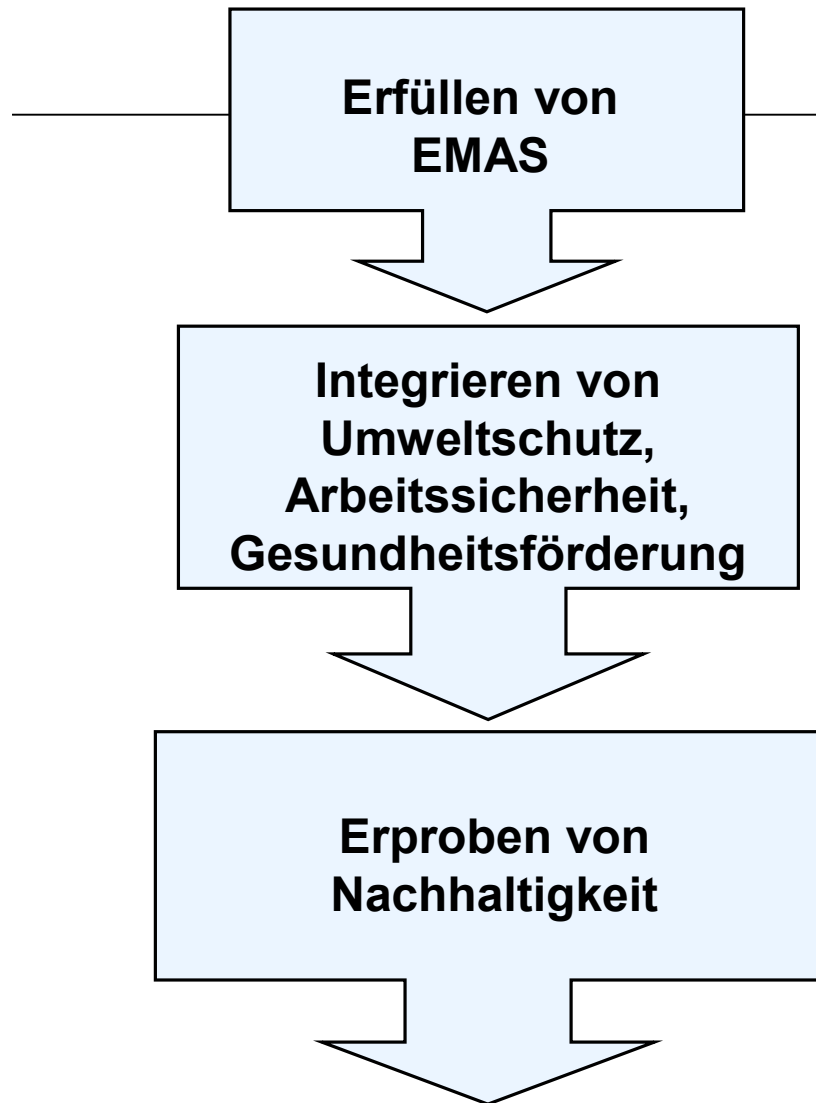 Erfüllen von
EMAS
Integrieren von
Umweltschutz,
Arbeitssicherheit,
Gesundheitsförderung
Erproben von
Nachhaltigkeit